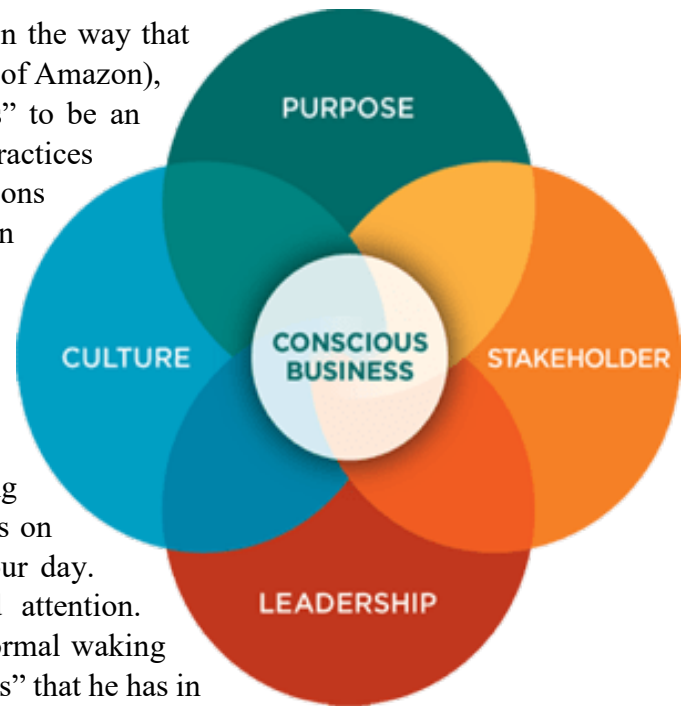 n the way that
of Amazon),
” to be an
ractices
ons
n
PURPOSE
CULTURE
CONSCIOUS
BUSINESS
STAKEHOLDER
g
s on
our day.
attention.
ormal waking
s” that he has in
LEADERSHIP